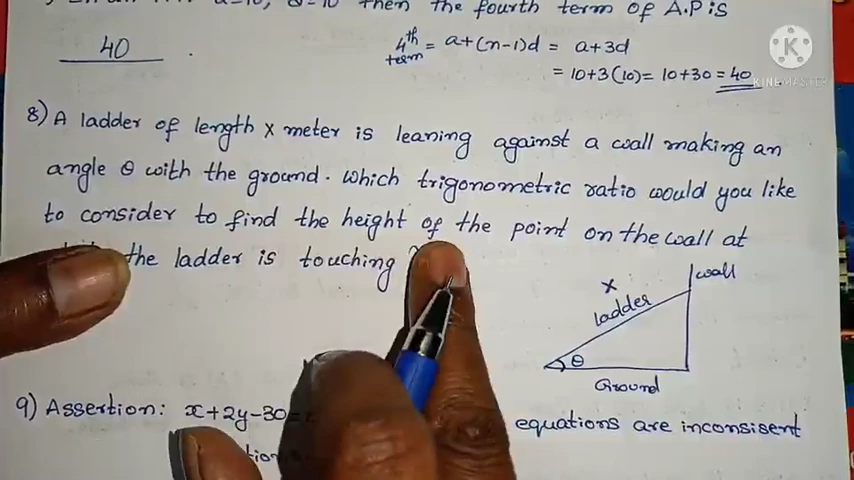 then the fourth term of A.P is
40
4th term = a+(n-1)d = a+3d
= 10+3(10) = 10+30 = 40
KINEMASTER
8) A ladder of length x meter is leaning against a wall making an
angle θ with the ground. Which trigonometric ratio would you like
to consider to find the height of the point on the wall at
the ladder is touching
wall
x
ladder
θ
Ground
9) Assertion: x+2y-30= equations are inconsisent